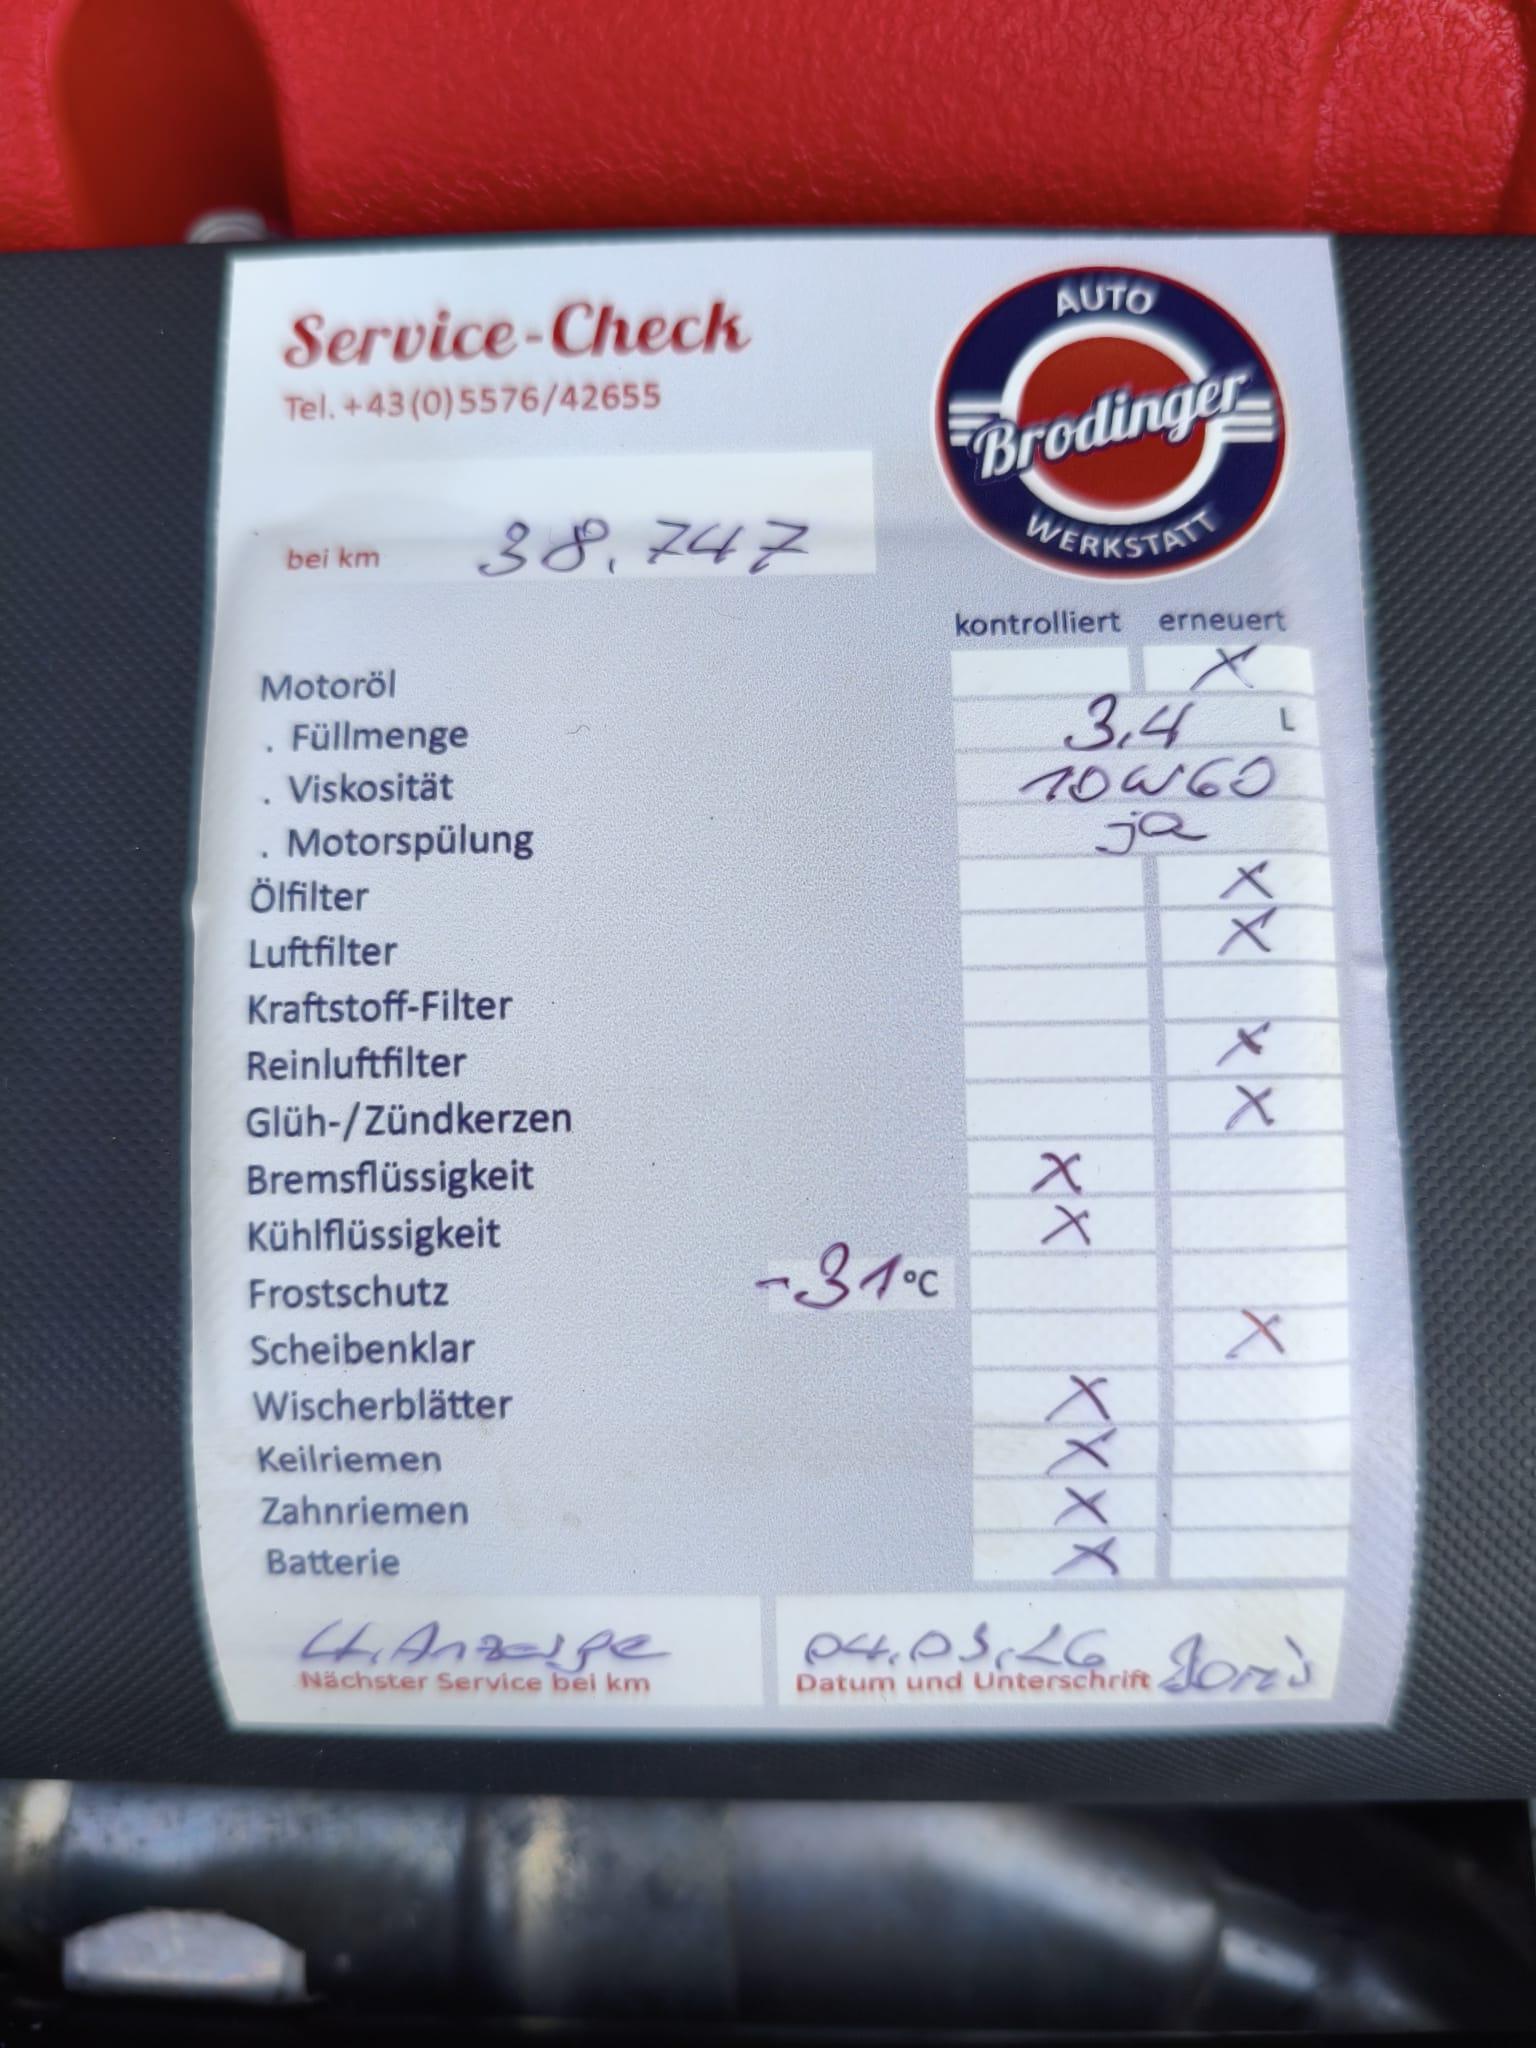 Service-Check
Tel. +43(0)5576/42655
AUTO
Brodinger
WERKSTATT
bei km 38.747
kontrolliert erneuert
Motoröl X
. Füllmenge 3,4 L
. Viskosität 10W60
. Motorspülung ja
Ölfilter X
Luftfilter X
Kraftstoff-Filter
Reinluftfilter X
Glüh-/Zündkerzen X
Bremsflüssigkeit X
Kühlflüssigkeit X
Frostschutz -31 °C
Scheibenklar X
Wischerblätter X
Keilriemen X
Zahnriemen X
Batterie X
lt. Anzeige 04.03.26
Nächster Service bei km Datum und Unterschrift